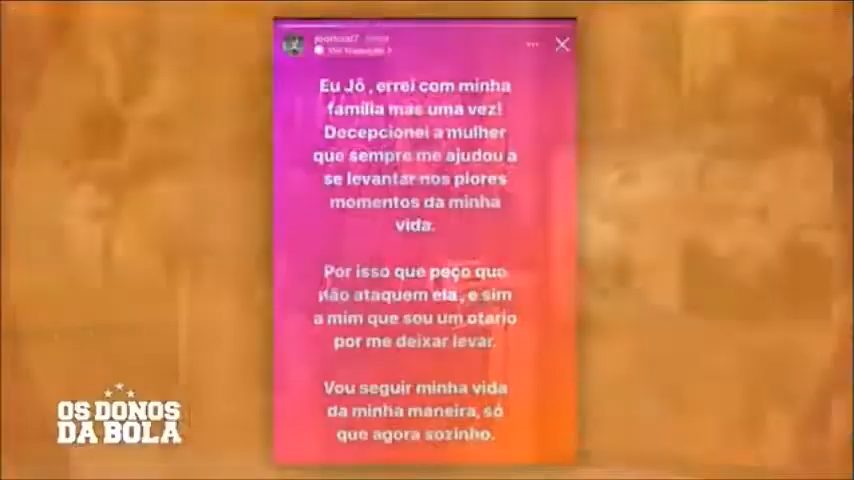 Eu Jô , errei com minha
família mas uma vez!
Decepcionei a mulher
que sempre me ajudou a
se levantar nos piores
momentos da minha
vida.
Por isso que peço que
não ataquem ela , e sim
a mim que sou um otario
por me deixar levar.
Vou seguir minha vida
da minha maneira, só
que agora sozinho.
OS DONOS
DA BOLA